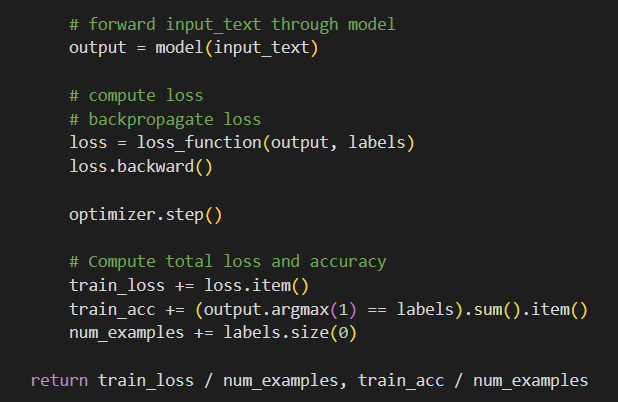 # forward input_text through model
output = model(input_text)
# compute loss
# backpropagate loss
loss = loss_function(output, labels)
loss.backward()
optimizer.step()
# Compute total loss and accuracy
train_loss += loss.item()
train_acc += (output.argmax(1) == labels).sum().item()
num_examples += labels.size(0)
return train_loss / num_examples, train_acc / num_examples